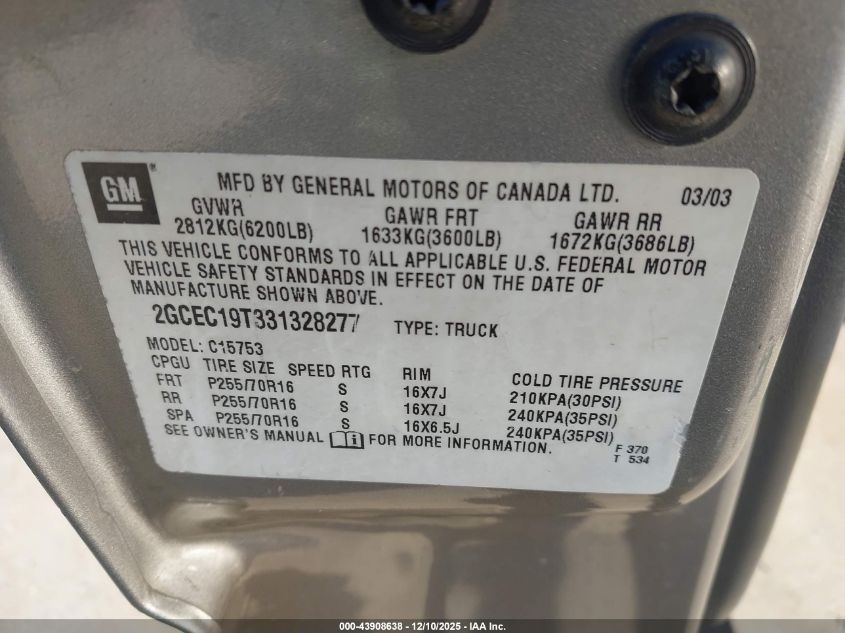 GM®
MFD BY GENERAL MOTORS OF CANADA LTD. 03/03
GVWR GAWR FRT GAWR RR
2812KG(6200LB) 1633KG(3600LB) 1672KG(3686LB)
THIS VEHICLE CONFORMS TO ALL APPLICABLE U.S. FEDERAL MOTOR
VEHICLE SAFETY STANDARDS IN EFFECT ON THE DATE OF
MANUFACTURE SHOWN ABOVE.
2GCEC19T331328277 TYPE: TRUCK
MODEL: C15753
CPGU TIRE SIZE SPEED RTG RIM COLD TIRE PRESSURE
FRT P255/70R16 S 16X7J 210KPA(30PSI)
RR P255/70R16 S 16X7J 240KPA(35PSI)
SPA P255/70R16 S 16X6.5J 240KPA(35PSI)
SEE OWNER'S MANUAL i FOR MORE INFORMATION.
F 370
T 534
000-43908638 - 12/10/2025 - IAA Inc.